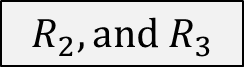 R₂, and R₃